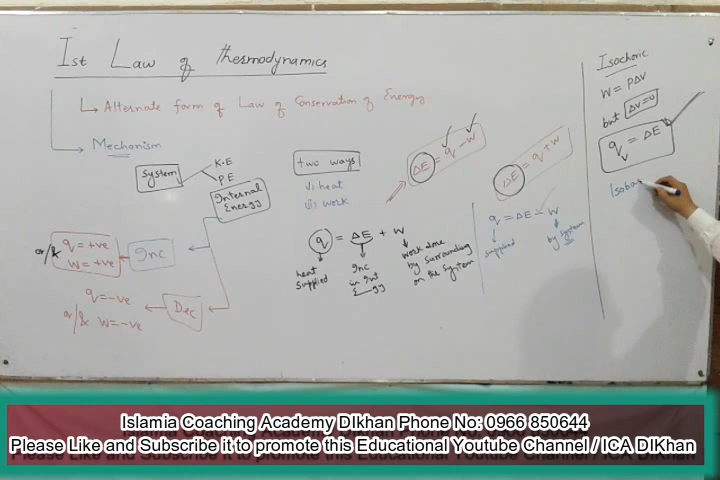 Ist Law of thermodynamics
↳ Alternate form of Law of Conservation of Energy
Mechanism
System
K.E
P.E
Internal
Energy
Inc
q = +ve
or/&
W = +ve
Dec
q = -ve
or/& W = -ve
two ways
i) heat
ii) work
ΔE = q - W
ΔE = q + W
q = ΔE + W
heat
supplied
Inc
in Int
Energy
work done
by surrounding
on the system
q = ΔE - W
supplied
by system
Isochoric
W = PΔV
but ΔV = 0
q = ΔE
v
Isoba
Islamia Coaching Academy DIkhan Phone No: 0966 850644
Please Like and Subscribe it to promote this Educational Youtube Channel / ICA DIKhan